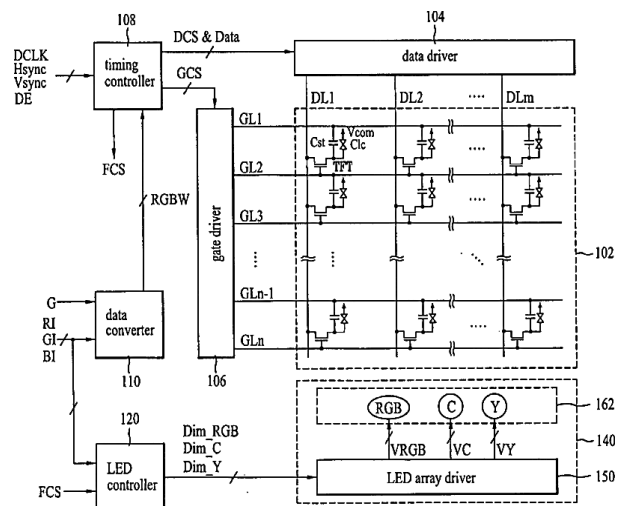 108
DCS & Data
104
DCLK
Hsync
Vsync
DE
timing
controller
data driver
GCS
DL1
DL2
.....
DLm
FCS
RGBW
gate driver
GL1
Vcom
Cst
Clc
GL2
TFT
GL3
102
GLn-1
GLn
G
RI
GI
BI
data
converter
110
106
RGB
C
Y
162
120
Dim_RGB
Dim_C
Dim_Y
VRGB
VC
VY
140
LED
controller
FCS
LED array driver
150